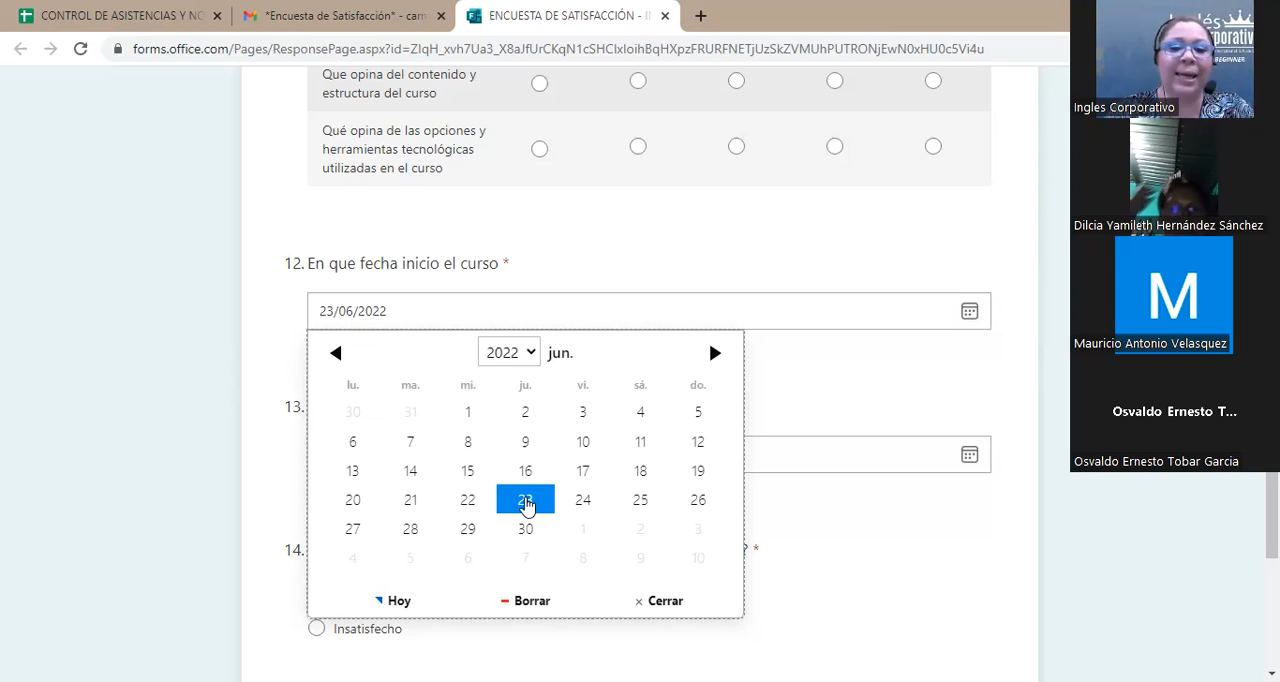 CONTROL DE ASISTENCIAS Y NO
*Encuesta de Satisfacción* - carr
ENCUESTA DE SATISFACCIÓN - I
forms.office.com/Pages/ResponsePage.aspx?id=ZIqH_xvh7Ua3_X8aJfUrCKqN1cSHCIxIoihBqHXpzFRURFNETjUzSkZVMUhPUTRONjEwN0xHU0c5Vi4u
Que opina del contenido y
estructura del curso
Qué opina de las opciones y
herramientas tecnológicas
utilizadas en el curso
12. En que fecha inicio el curso *
23/06/2022
2022 jun.
lu. ma. mi. ju. vi. sá. do.
30 31 1 2 3 4 5
6 7 8 9 10 11 12
13 14 15 16 17 18 19
20 21 22 23 24 25 26
27 28 29 30 1 2 3
4 5 6 7 8 9 10
Hoy Borrar Cerrar
13.
14. ? *
Insatisfecho
BEGINNER
Ingles Corporativo
Dilcia Yamileth Hernández Sánchez
M
Mauricio Antonio Velasquez
Osvaldo Ernesto T...
Osvaldo Ernesto Tobar Garcia